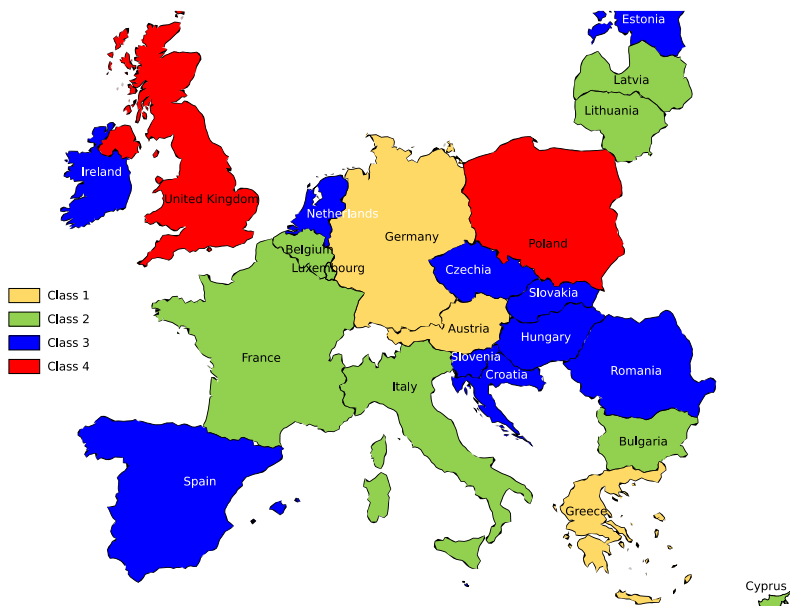 Estonia
Latvia
Lithuania
Ireland
United Kingdom
Netherlands
Poland
Germany
Belgium
Luxembourg
Czechia
Slovakia
Class 1
Class 2
Class 3
Class 4
Austria
Hungary
France
Slovenia
Croatia
Romania
Italy
Bulgaria
Spain
Greece
Cyprus